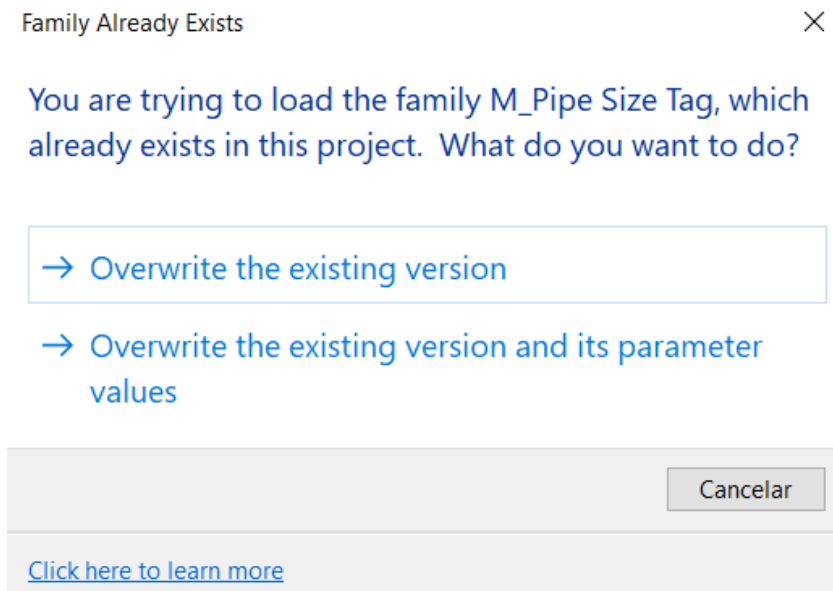 Family Already Exists
You are trying to load the family M_Pipe Size Tag, which
already exists in this project.  What do you want to do?
Overwrite the existing version
Overwrite the existing version and its parameter
values
Cancelar
Click here to learn more